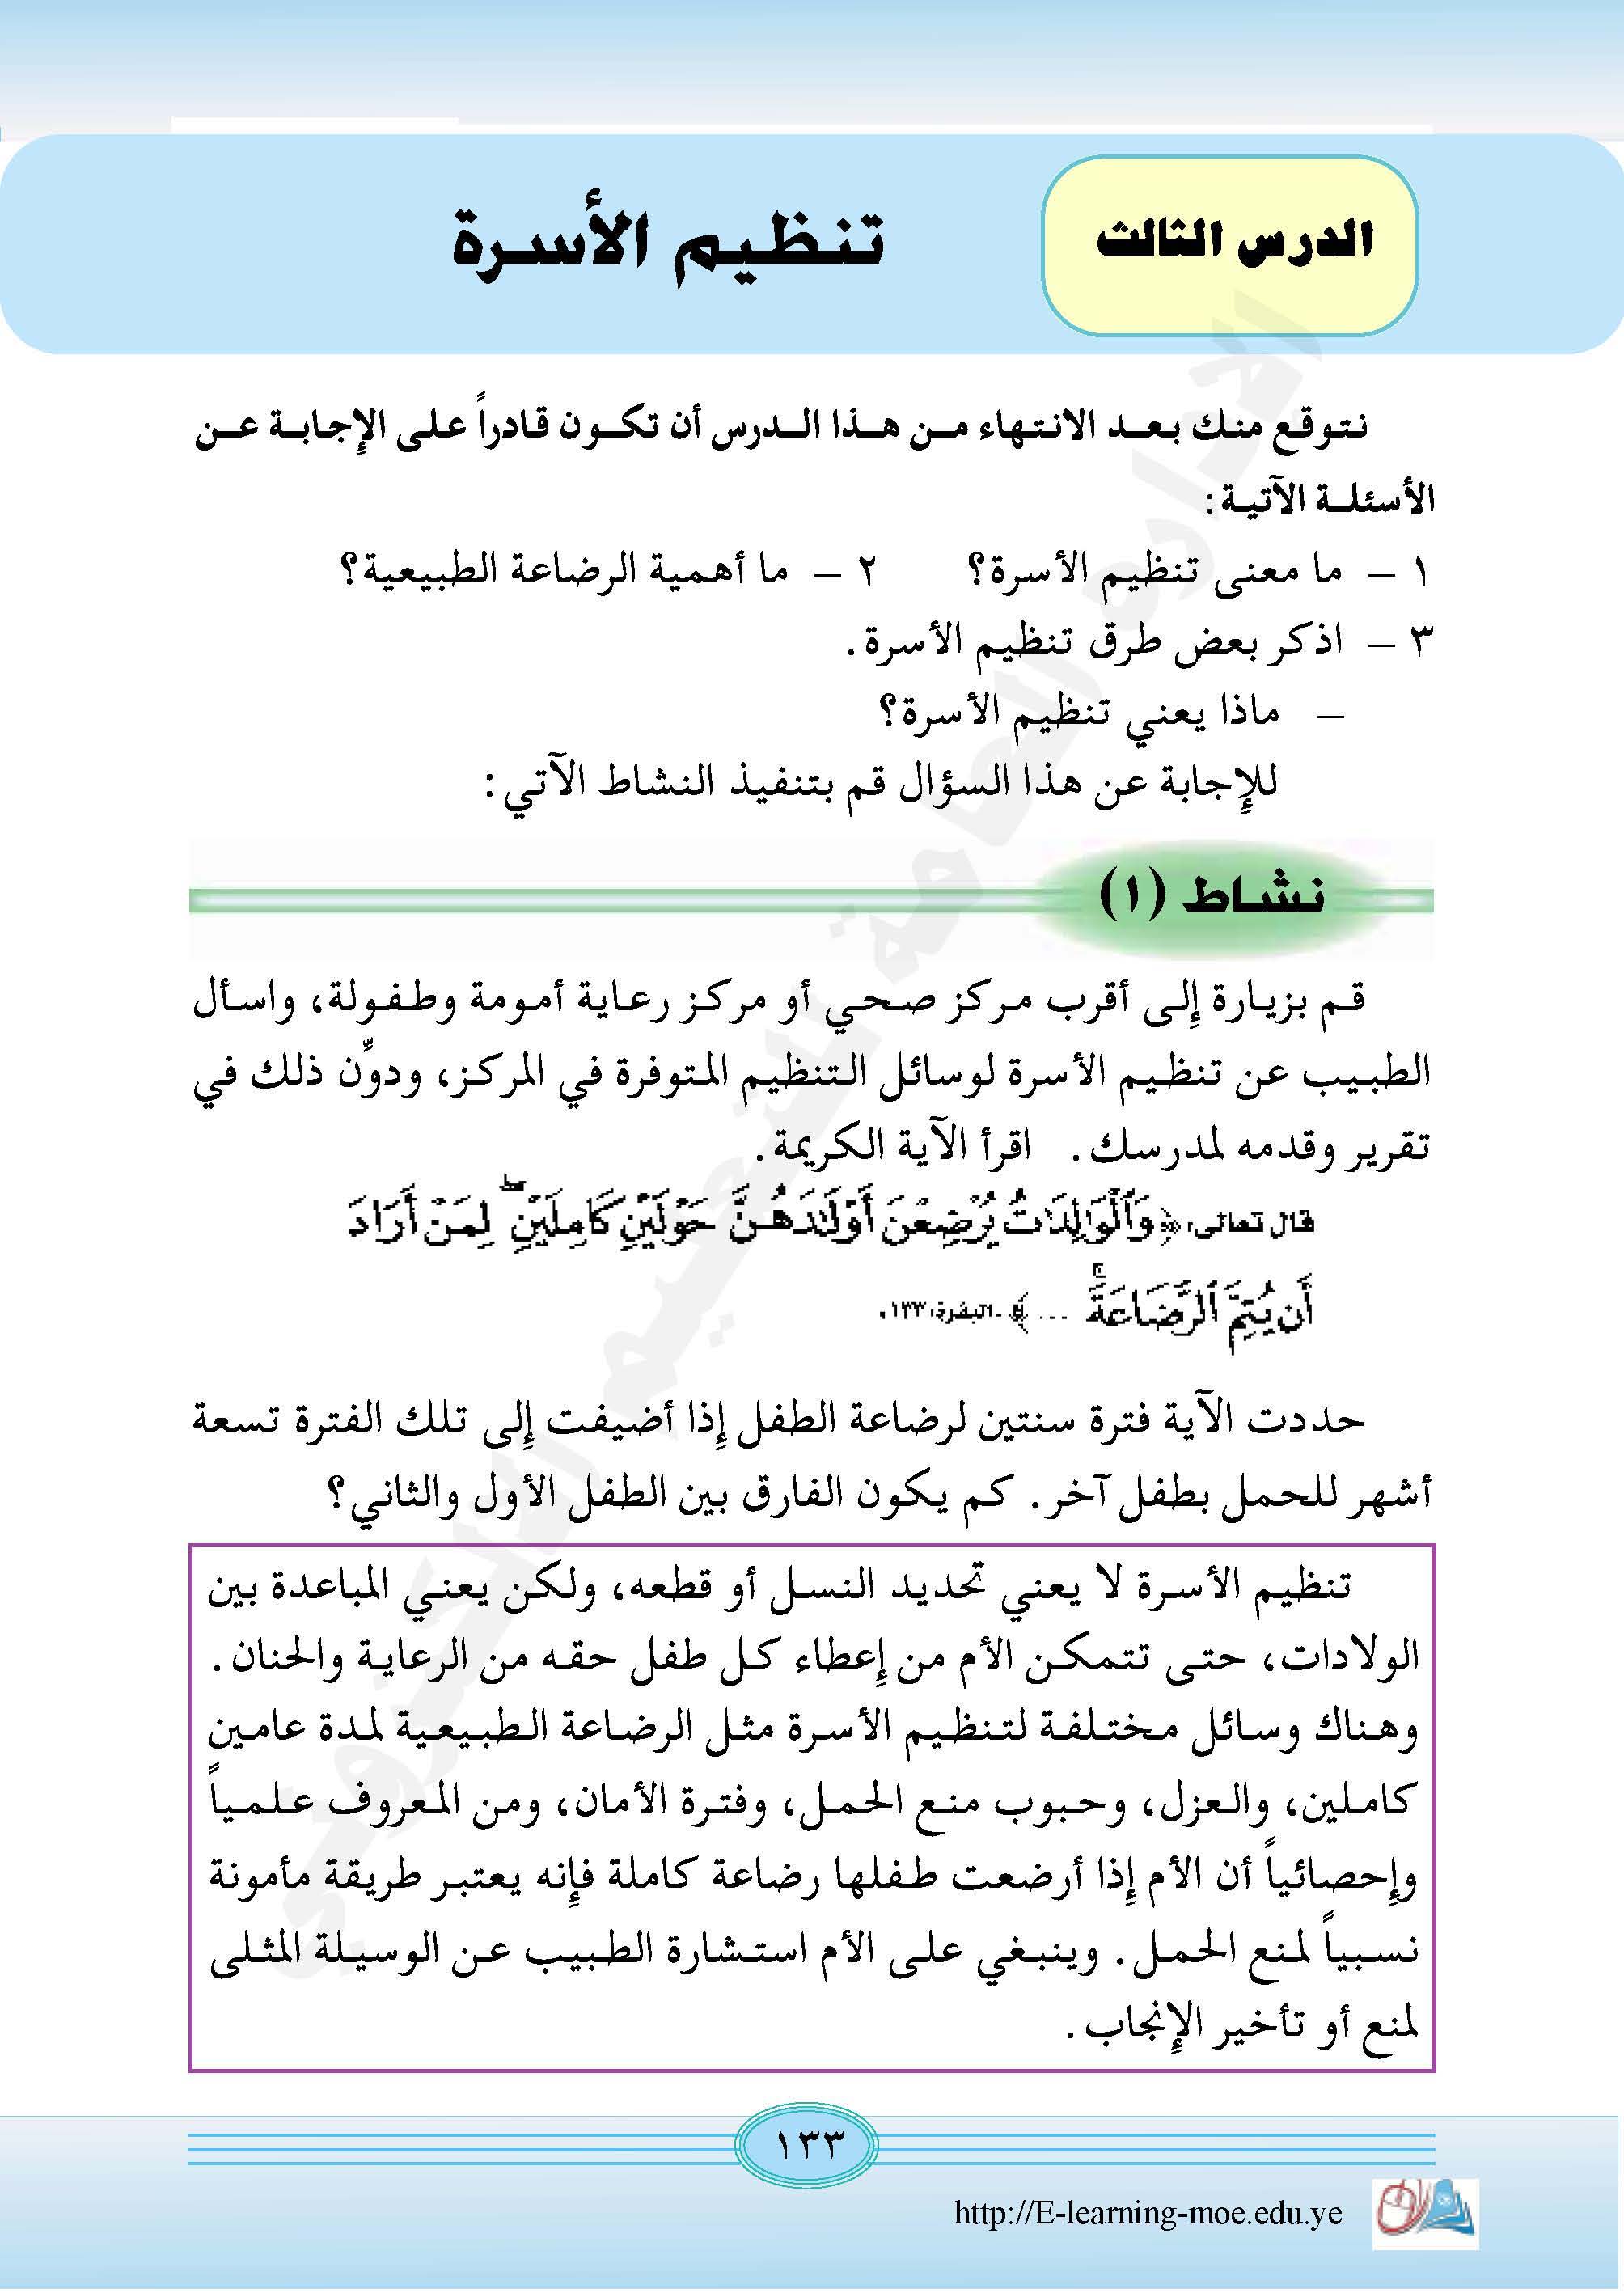 الدرس الثالث
تنظيم الأسرة
نتوقع منك بعد الانتهاء من هذا الدرس أن تكون قادراً على الإجابة عن
الأسئلة الآتية:
١ – ما معنى تنظيم الأسرة؟ ٢ – ما أهمية الرضاعة الطبيعية؟
٣ – اذكر بعض طرق تنظيم الأسرة.
– ماذا يعني تنظيم الأسرة؟
للإجابة عن هذا السؤال قم بتنفيذ النشاط الآتي:
نشاط (١)
قم بزيارة إلى أقرب مركز صحي أو مركز رعاية أمومة وطفولة، واسأل
الطبيب عن تنظيم الأسرة لوسائل التنظيم المتوفرة في المركز، ودوِّن ذلك في
تقرير وقدمه لمدرسك. اقرأ الآية الكريمة.
قال تعالى: ﴿وَٱلْوَٰلِدَٰتُ يُرْضِعْنَ أَوْلَٰدَهُنَّ حَوْلَيْنِ كَامِلَيْنِ ۖ لِمَنْ أَرَادَ
أَن يُتِمَّ ٱلرَّضَاعَةَ ۚ ... ﴾ البقرة: ١٣٣.
حددت الآية فترة سنتين لرضاعة الطفل إذا أضيفت إلى تلك الفترة تسعة
أشهر للحمل بطفل آخر. كم يكون الفارق بين الطفل الأول والثاني؟
تنظيم الأسرة لا يعني تحديد النسل أو قطعه، ولكن يعني المباعدة بين
الولادات، حتى تتمكن الأم من إعطاء كل طفل حقه من الرعاية والحنان.
وهناك وسائل مختلفة لتنظيم الأسرة مثل الرضاعة الطبيعية لمدة عامين
كاملين، والعزل، وحبوب منع الحمل، وفترة الأمان، ومن المعروف علمياً
وإحصائياً أن الأم إذا أرضعت طفلها رضاعة كاملة فإنه يعتبر طريقة مأمونة
نسبياً لمنع الحمل. وينبغي على الأم استشارة الطبيب عن الوسيلة المثلى
لمنع أو تأخير الإنجاب.
١٣٣
http://E-learning-moe.edu.ye
الإدارة العامة للتعليم الإلكتروني